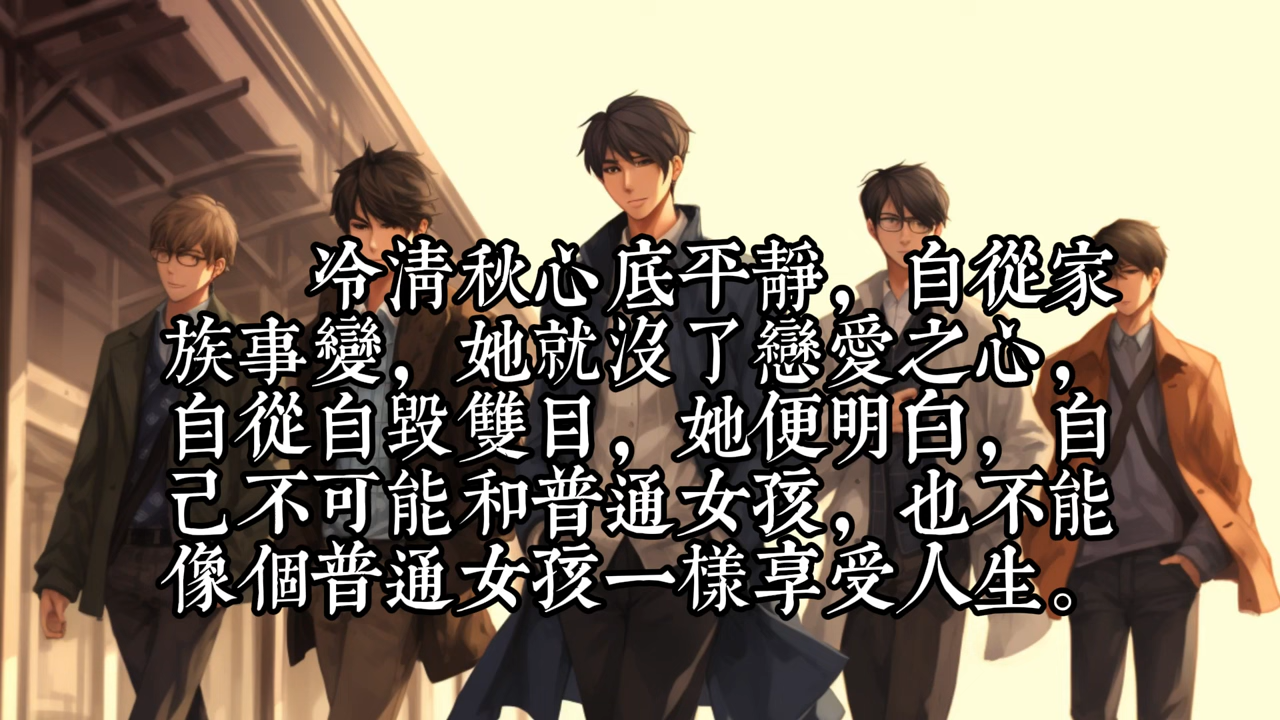 冷清秋心底平靜，自從家
族事變，她就沒了戀愛之心，
自從自毀雙目，她便明白，自
己不可能和普通女孩，也不能
像個普通女孩一樣享受人生。